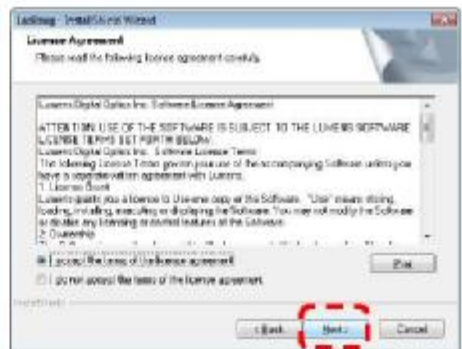 Ladibug - InstallShield Wizard
License Agreement
Please read the following license agreement carefully.
Lumens Digital Optics Inc. Software License Agreement
ATTENTION: USE OF THE SOFTWARE IS SUBJECT TO THE LUMENS SOFTWARE
LICENSE TERMS SET FORTH BELOW.
Lumens Digital Optics Inc. Software License Terms
The following License Terms govern your use of the accompanying Software unless you
have a separate written agreement with Lumens.
1. License Grant
Lumens grants you a license to Use one copy of the Software. "Use" means storing,
loading, installing, executing or displaying the Software. You may not modify the Software
or disable any licensing or control features of the Software.
2. Ownership
I accept the terms of the license agreement
Print
I do not accept the terms of the license agreement
InstallShield
< Back
Next >
Cancel